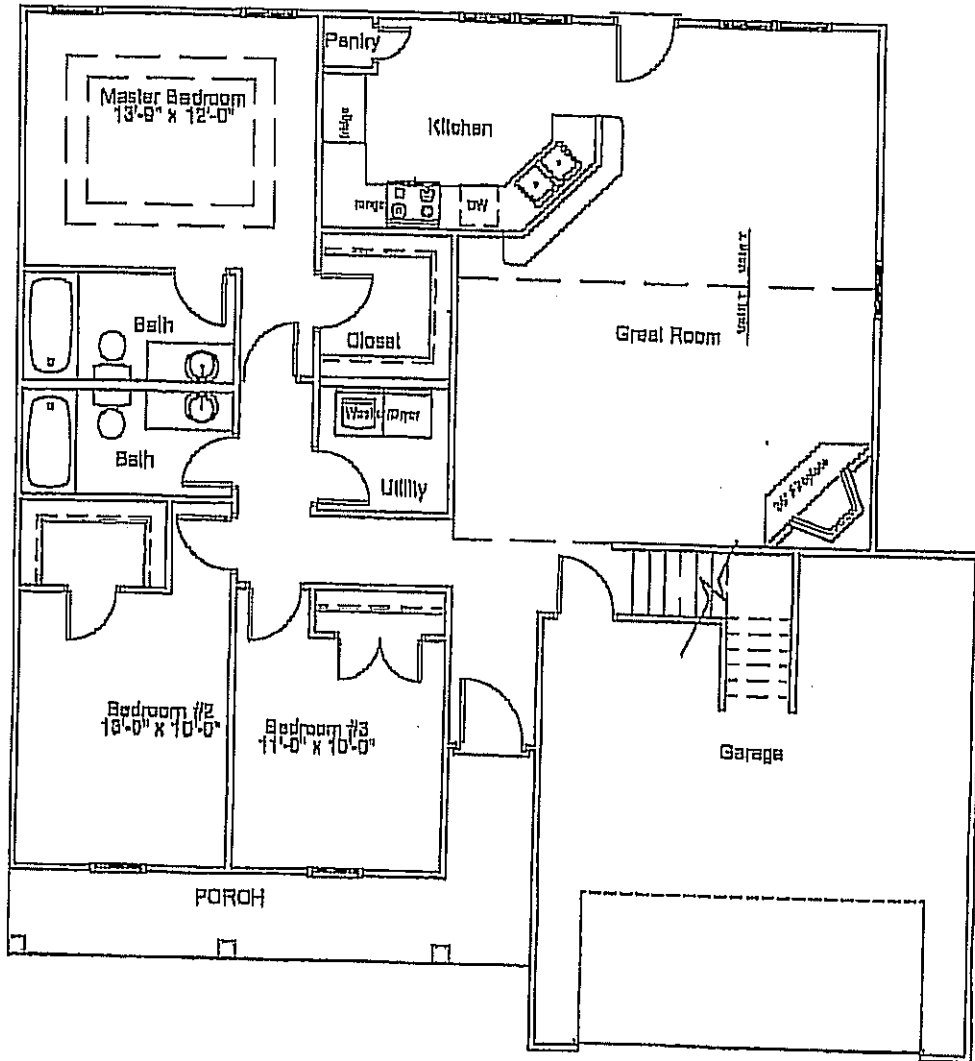 Pantry
Master Bedroom
13'-9" X 12'-0"
Kitchen
range
DW
Great Room
Bath
Closet
Bath
Utility
Bedroom #2
13'-0" X 10'-0"
Bedroom #3
11'-0" X 10'-0"
Garage
PORCH